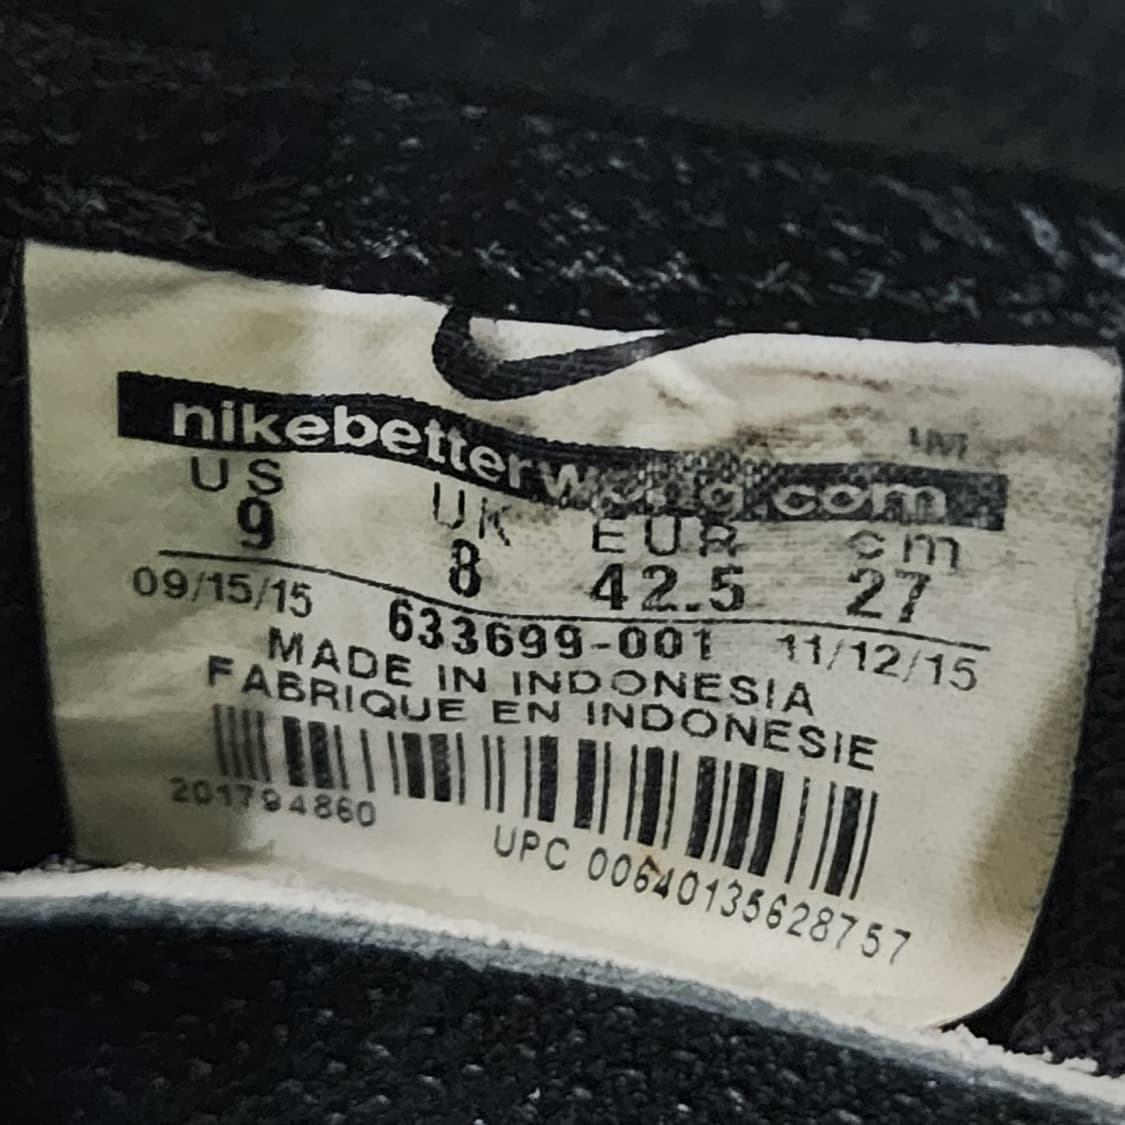 nikebetterworld.com
US UK EUR cm
9 8 42.5 27
09/15/15 633699-001 11/12/15
MADE IN INDONESIA
FABRIQUE EN INDONESIE
201794860
UPC 00640135628757